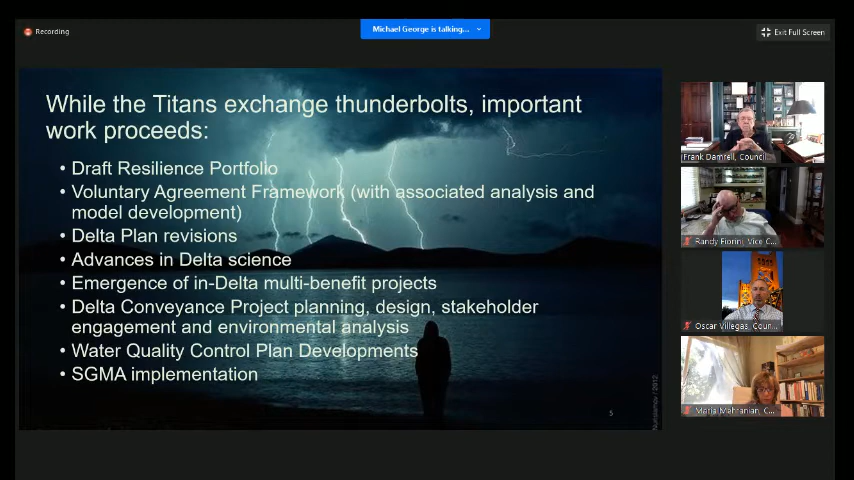 Recording
Michael George is talking...
Exit Full Screen
While the Titans exchange thunderbolts, important
work proceeds:
• Draft Resilience Portfolio
• Voluntary Agreement Framework (with associated analysis and
model development)
• Delta Plan revisions
• Advances in Delta science
• Emergence of in-Delta multi-benefit projects
• Delta Conveyance Project planning, design, stakeholder
engagement and environmental analysis
• Water Quality Control Plan Developments
• SGMA implementation
5
Frank Damrell, Council...
Randy Fiorini, Vice C...
Oscar Villegas, Coun...
Maria Mehranian, C...